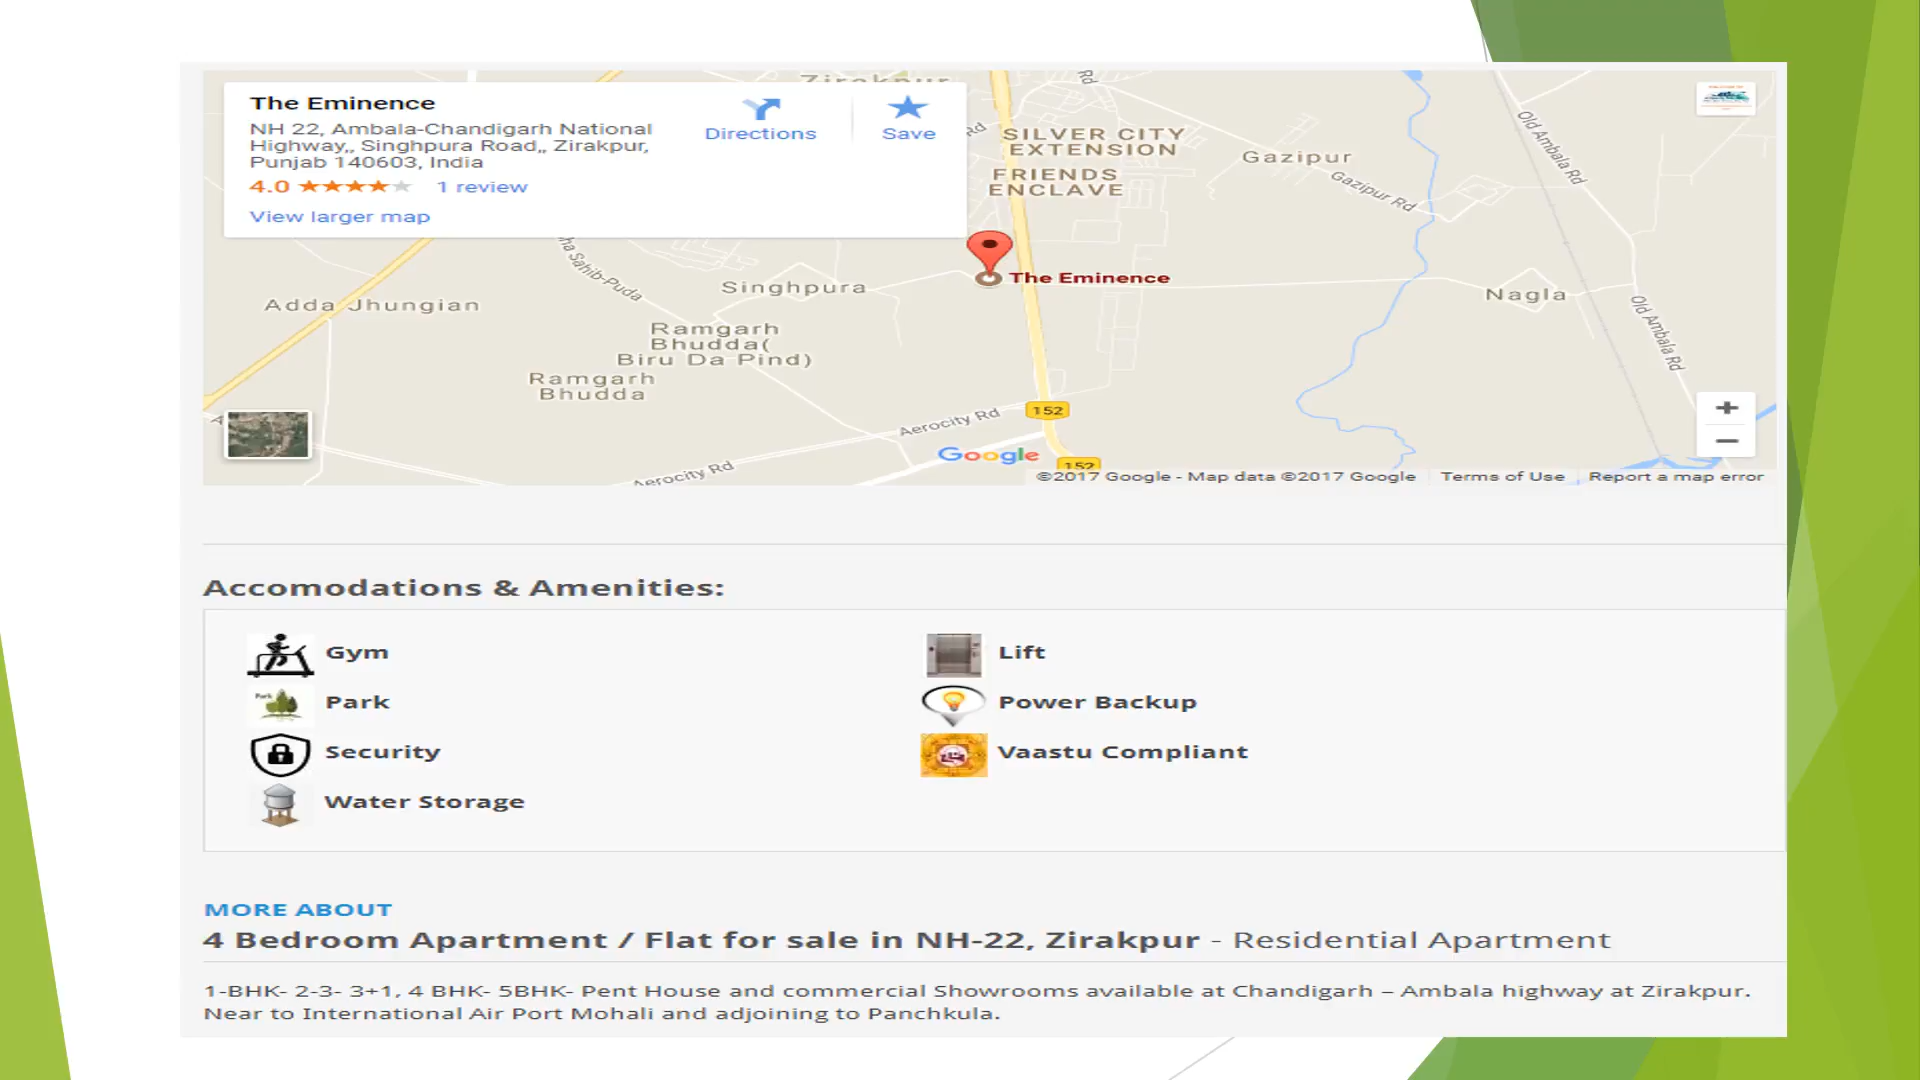 Zirakpur
The Eminence
NH 22, Ambala-Chandigarh National
Highway,, Singhpura Road,, Zirakpur,
Punjab 140603, India
4.0
1 review
View larger map
Directions
Save
Rd
Rd
SILVER CITY
EXTENSION
FRIENDS
ENCLAVE
Gazipur
Gazipur Rd
Old Ambala Rd
The Eminence
Singhpura
Adda Jhungian
Ramgarh
Bhudda(
Biru Da Pind)
Ramgarh
Bhudda
Nagla
Old Ambala Rd
Aerocity Rd
152
Google
152
Aerocity Rd
©2017 Google - Map data ©2017 Google
Terms of Use
Report a map error
Accomodations & Amenities:
Gym
Lift
Park
Park
Power Backup
Security
Vaastu Compliant
Water Storage
MORE ABOUT
4 Bedroom Apartment / Flat for sale in NH-22, Zirakpur - Residential Apartment
1-BHK- 2-3- 3+1, 4 BHK- 5BHK- Pent House and commercial Showrooms available at Chandigarh – Ambala highway at Zirakpur.
Near to International Air Port Mohali and adjoining to Panchkula.